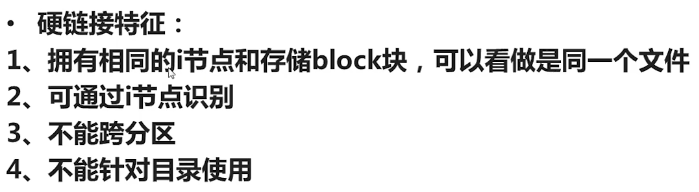 • 硬链接特征：
1、拥有相同的i节点和存储block块，可以看做是同一个文件
2、可通过i节点识别
3、不能跨分区
4、不能针对目录使用